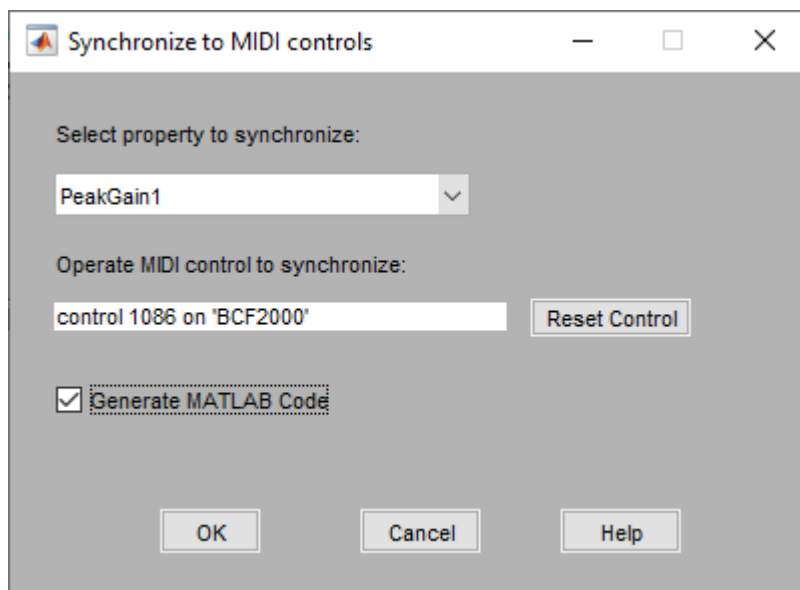 Synchronize to MIDI controls
Select property to synchronize:
PeakGain1
Operate MIDI control to synchronize:
control 1086 on 'BCF2000'
Reset Control
Generate MATLAB Code
OK Cancel Help